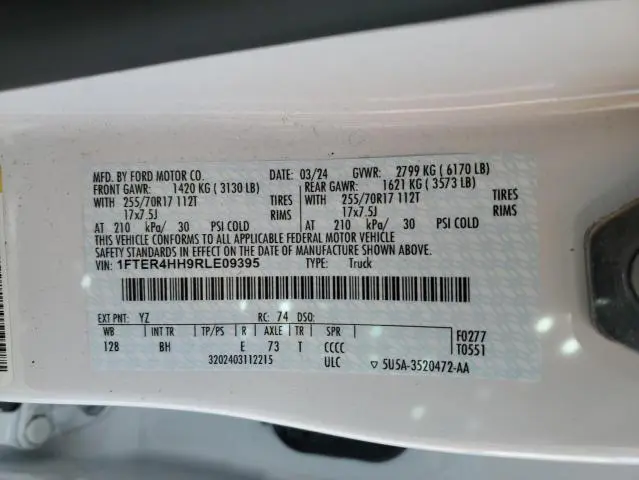 MFD. BY FORD MOTOR CO. DATE: 03/24 GVWR: 2799 KG ( 6170 LB)
FRONT GAWR: 1420 KG ( 3130 LB) REAR GAWR: 1621 KG ( 3573 LB)
WITH 255/70R17 112T TIRES WITH 255/70R17 112T TIRES
17x7.5J RIMS 17x7.5J RIMS
AT 210 kPa/ 30 PSI COLD AT 210 kPa/ 30 PSI COLD
THIS VEHICLE CONFORMS TO ALL APPLICABLE FEDERAL MOTOR VEHICLE
SAFETY STANDARDS IN EFFECT ON THE DATE OF MANUFACTURE SHOWN ABOVE.
VIN: 1FTER4HH9RLE09395 TYPE: Truck
EXT PNT: YZ RC: 74 DSO:
WB INT TR TP/PS R AXLE TR SPR F0277
128 BH E 73 T CCCC T0551
3202403112215 ULC ▽ 5U5A-3520472-AA